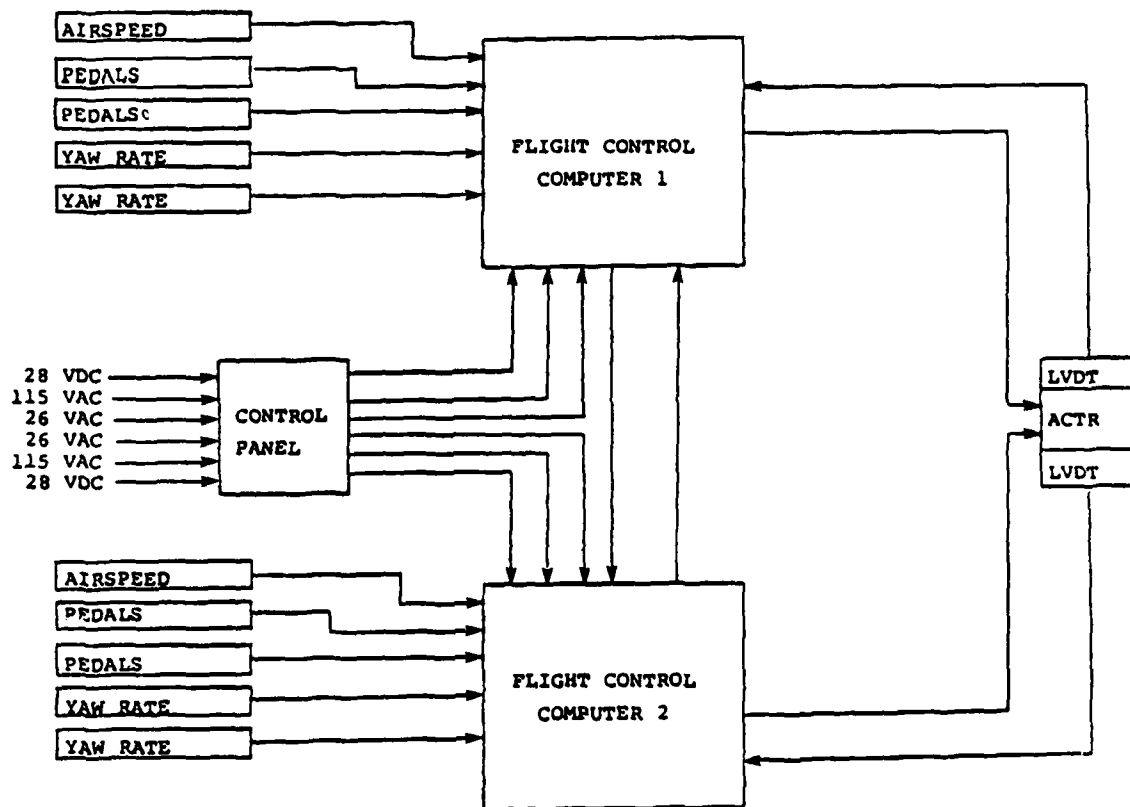 AIRSPEED
PEDALS
PEDALSc
YAW RATE
YAW RATE
FLIGHT CONTROL
COMPUTER 1
28 VDC
115 VAC
26 VAC
26 VAC
115 VAC
28 VDC
CONTROL
PANEL
LVDT
ACTR
LVDT
AIRSPEED
PEDALS
PEDALS
YAW RATE
YAW RATE
FLIGHT CONTROL
COMPUTER 2